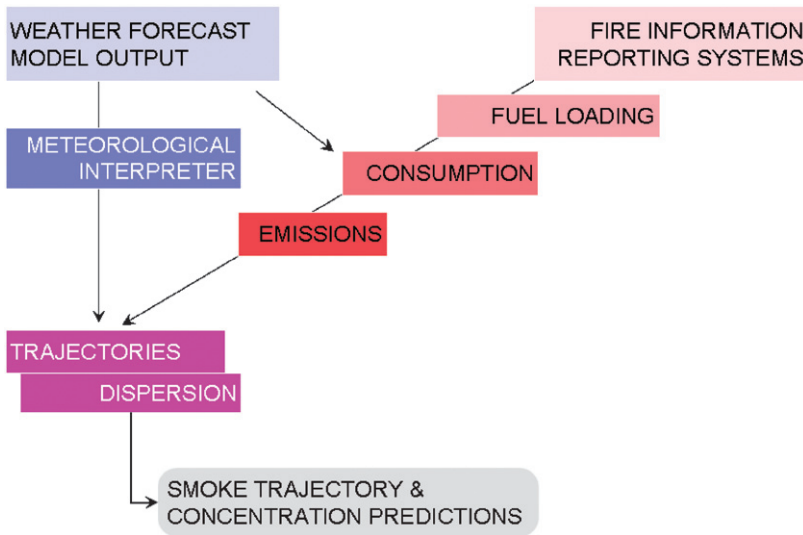 WEATHER FORECAST
MODEL OUTPUT
FIRE INFORMATION
REPORTING SYSTEMS
FUEL LOADING
METEOROLOGICAL
INTERPRETER
CONSUMPTION
EMISSIONS
TRAJECTORIES
DISPERSION
SMOKE TRAJECTORY &
CONCENTRATION PREDICTIONS